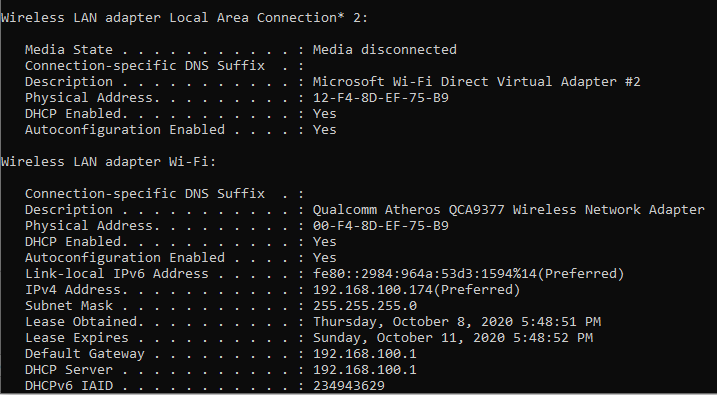 Wireless LAN adapter Local Area Connection* 2:
Media State . . . . . . . . . . . : Media disconnected
Connection-specific DNS Suffix  . :
Description . . . . . . . . . . . : Microsoft Wi-Fi Direct Virtual Adapter #2
Physical Address. . . . . . . . . : 12-F4-8D-EF-75-B9
DHCP Enabled. . . . . . . . . . . : Yes
Autoconfiguration Enabled . . . . : Yes
Wireless LAN adapter Wi-Fi:
Connection-specific DNS Suffix  . :
Description . . . . . . . . . . . : Qualcomm Atheros QCA9377 Wireless Network Adapter
Physical Address. . . . . . . . . : 00-F4-8D-EF-75-B9
DHCP Enabled. . . . . . . . . . . : Yes
Autoconfiguration Enabled . . . . : Yes
Link-local IPv6 Address . . . . . : fe80::2984:964a:53d3:1594%14(Preferred)
IPv4 Address. . . . . . . . . . . : 192.168.100.174(Preferred)
Subnet Mask . . . . . . . . . . . : 255.255.255.0
Lease Obtained. . . . . . . . . . : Thursday, October 8, 2020 5:48:51 PM
Lease Expires . . . . . . . . . . : Sunday, October 11, 2020 5:48:52 PM
Default Gateway . . . . . . . . . : 192.168.100.1
DHCP Server . . . . . . . . . . . : 192.168.100.1
DHCPv6 IAID . . . . . . . . . . . : 234943629